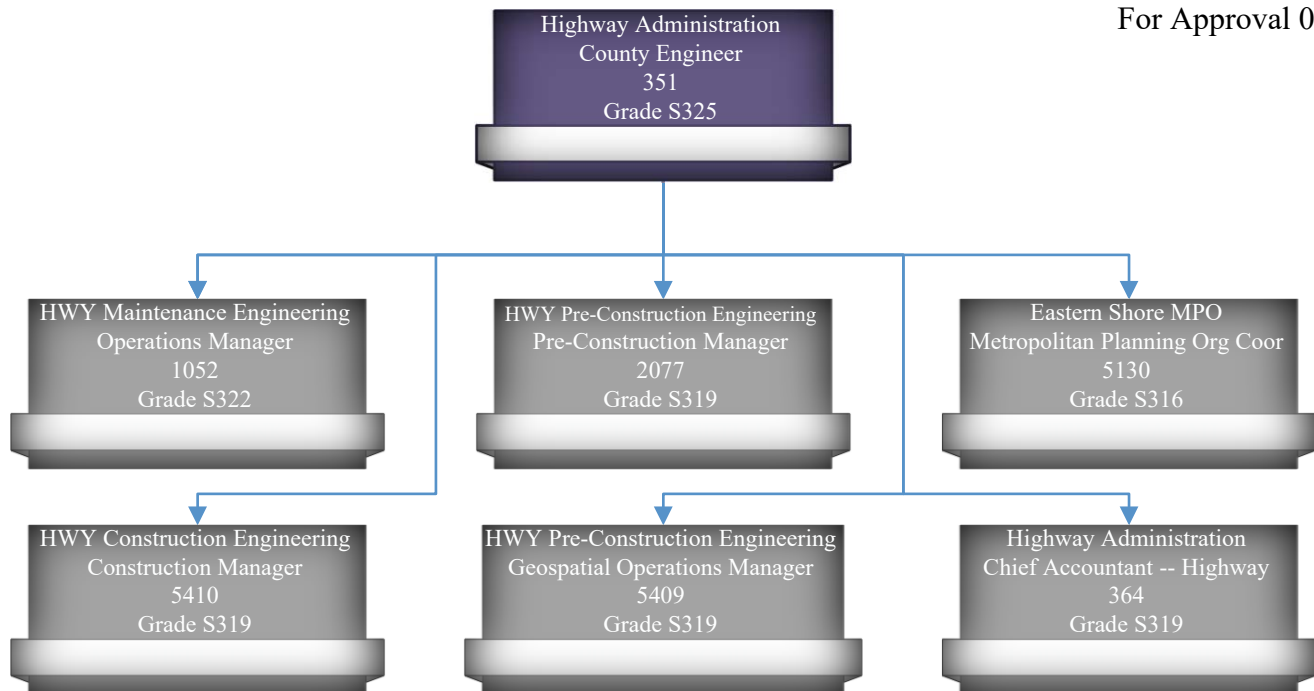 For Approval 0
Highway Administration
County Engineer
351
Grade S325
HWY Maintenance Engineering
Operations Manager
1052
Grade S322
HWY Pre-Construction Engineering
Pre-Construction Manager
2077
Grade S319
Eastern Shore MPO
Metropolitan Planning Org Coor
5130
Grade S316
HWY Construction Engineering
Construction Manager
5410
Grade S319
HWY Pre-Construction Engineering
Geospatial Operations Manager
5409
Grade S319
Highway Administration
Chief Accountant -- Highway
364
Grade S319